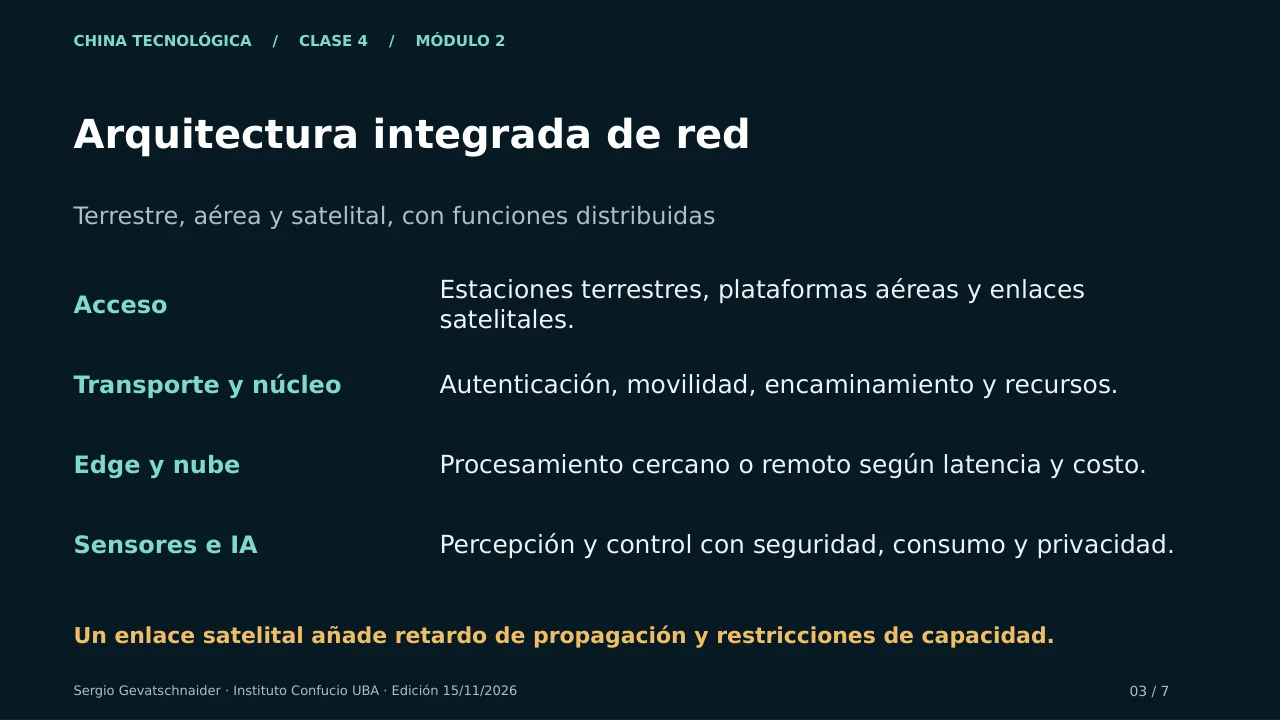 CHINA TECNOLÓGICA / CLASE 4 / MÓDULO 2
Arquitectura integrada de red
Terrestre, aérea y satelital, con funciones distribuidas
Acceso
Estaciones terrestres, plataformas aéreas y enlaces
satelitales.
Transporte y núcleo
Autenticación, movilidad, encaminamiento y recursos.
Edge y nube
Procesamiento cercano o remoto según latencia y costo.
Sensores e IA
Percepción y control con seguridad, consumo y privacidad.
Un enlace satelital añade retardo de propagación y restricciones de capacidad.
Sergio Gevatschnaider · Instituto Confucio UBA · Edición 15/11/2026
03 / 7